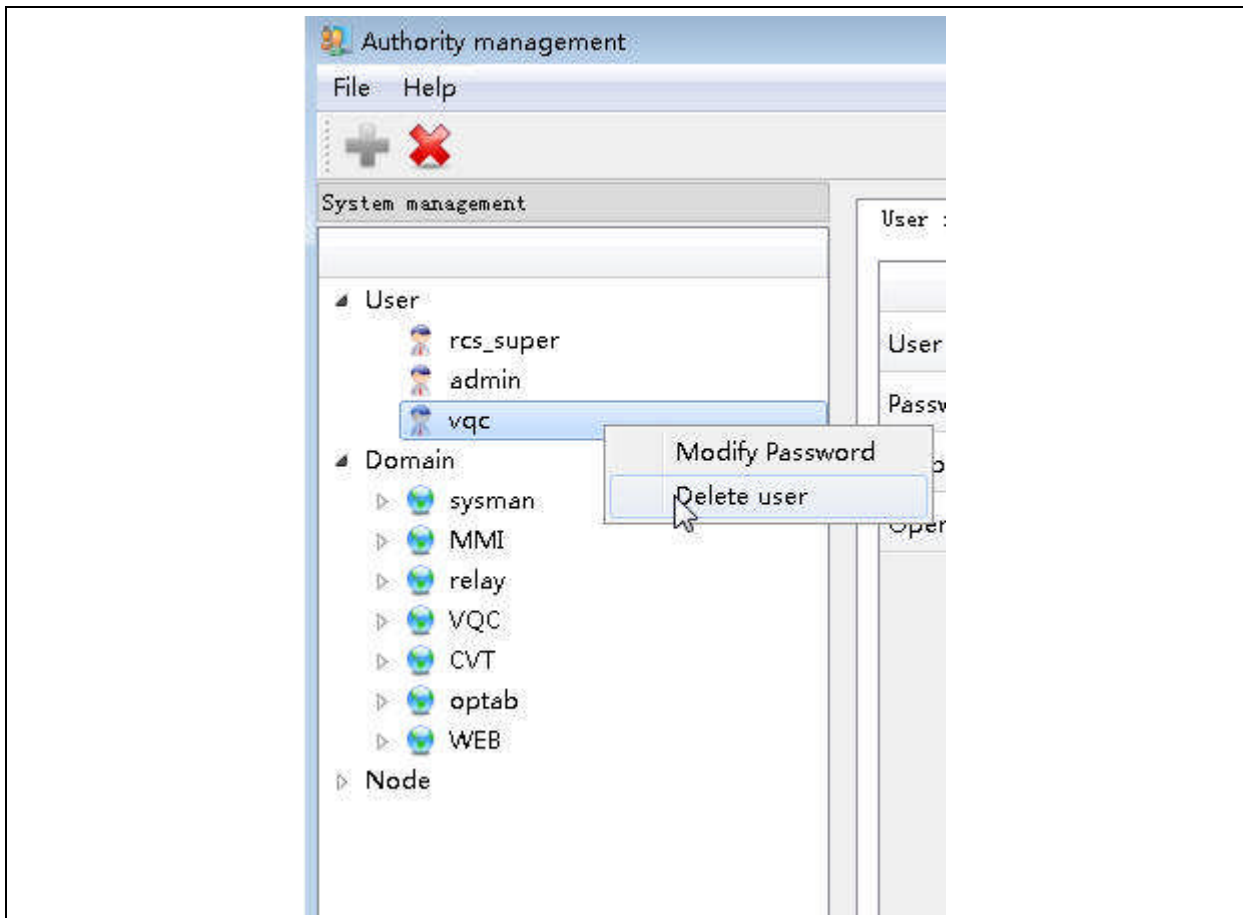 Authority management
File Help
System management
User
User
rcs_super
User
admin
vqc
Modify Password
Domain
Delete user
sysman
MMI
relay
VQC
CVT
optab
WEB
Node